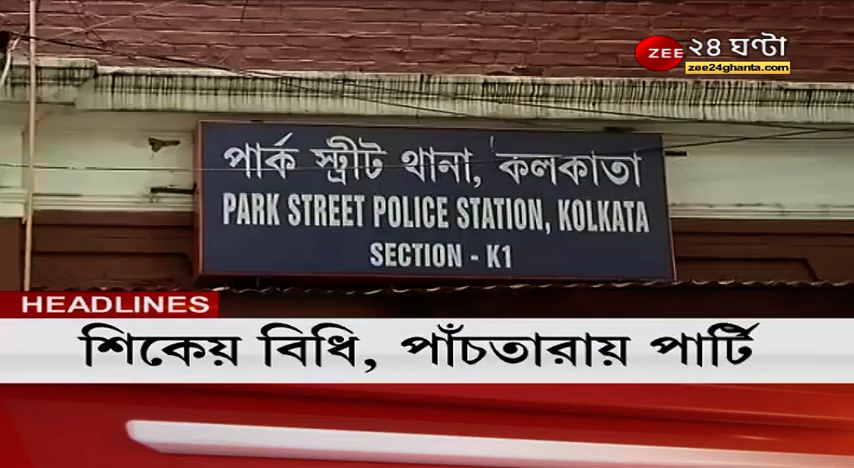 ZEE ২৪ ঘণ্টা
zee24ghanta.com
পার্ক স্ট্রীট থানা, কলকাতা
PARK STREET POLICE STATION, KOLKATA
SECTION - K1
HEADLINES
শিকেয় বিধি, পাঁচতারায় পার্টি